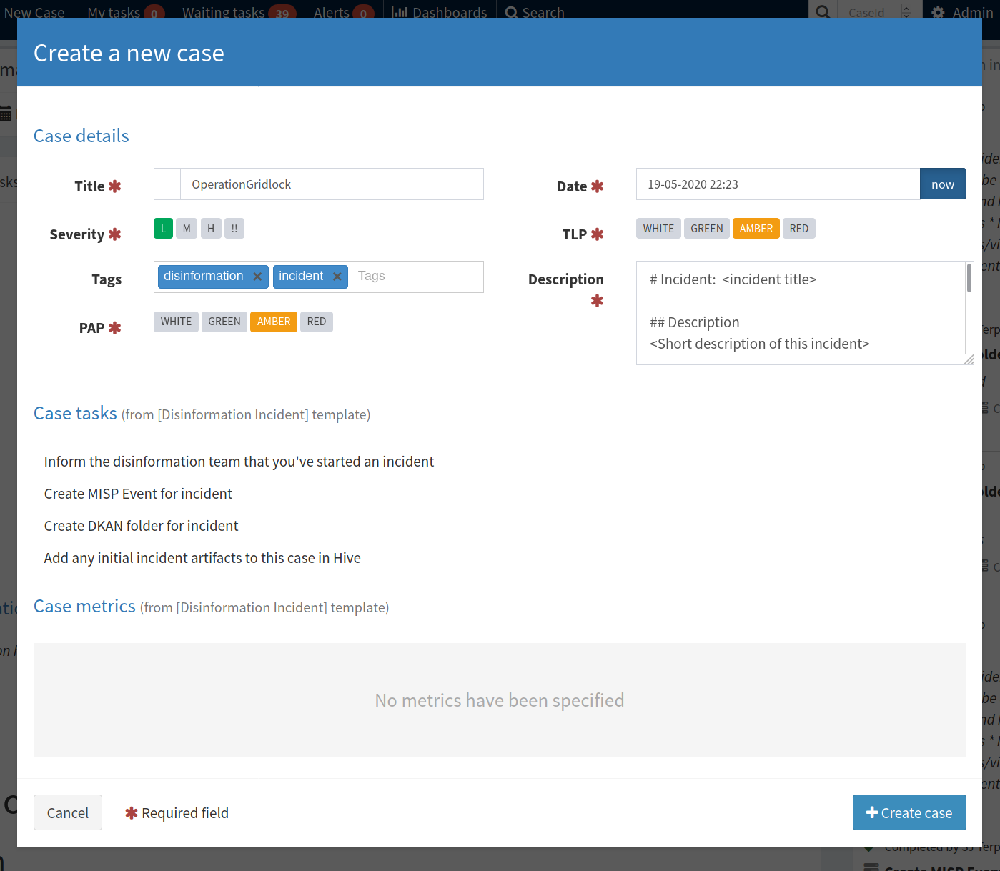 New Case My tasks 0 Waiting tasks 39 Alerts 0 Dashboards Search CaseId Admin
Create a new case
Case details
Title OperationGridlock
Date 19-05-2020 22:23 now
Severity L M H !!
TLP WHITE GREEN AMBER RED
Tags disinformation incident Tags
Description # Incident: <incident title>
## Description
<Short description of this incident>
PAP WHITE GREEN AMBER RED
Case tasks (from [Disinformation Incident] template)
Inform the disinformation team that you've started an incident
Create MISP Event for incident
Create DKAN folder for incident
Add any initial incident artifacts to this case in Hive
Case metrics (from [Disinformation Incident] template)
No metrics have been specified
Cancel Required field Create case
Completed by SJ Terp